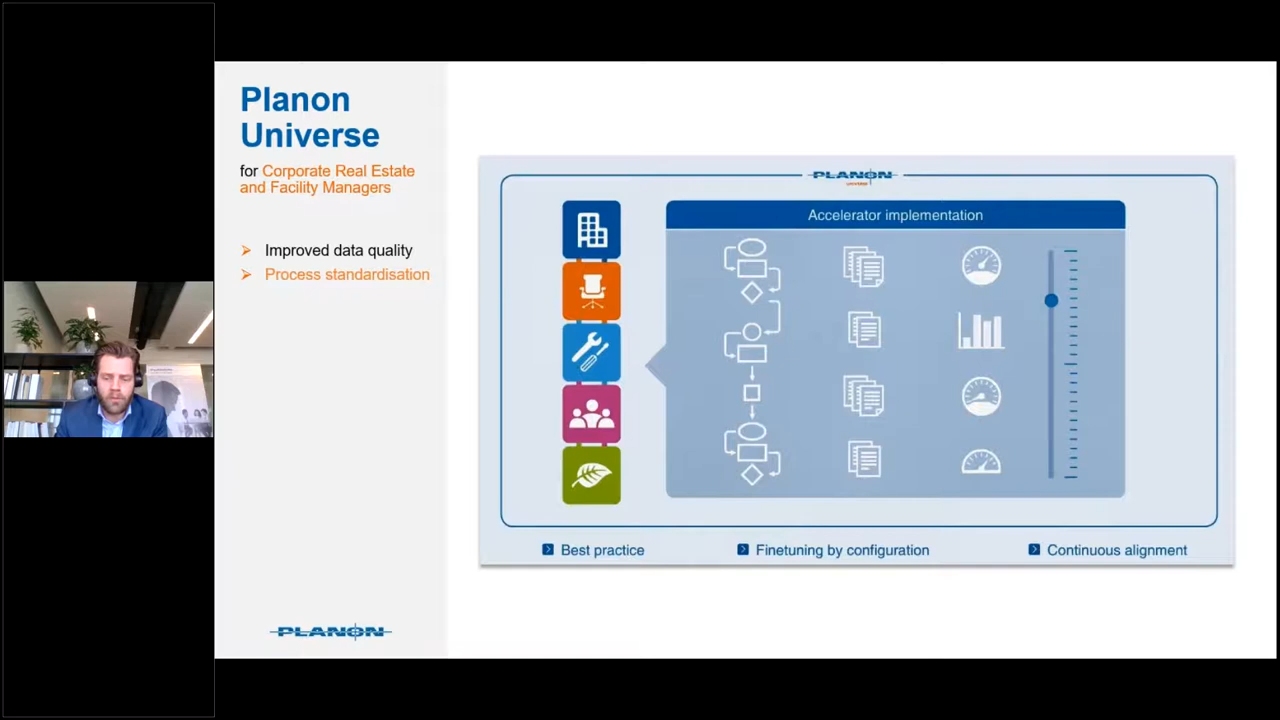 Planon
Universe
for Corporate Real Estate
and Facility Managers
➢ Improved data quality
➢ Process standardisation
PLANON
PLANON
UNIVERSE
Accelerator implementation
Best practice
Finetuning by configuration
Continuous alignment